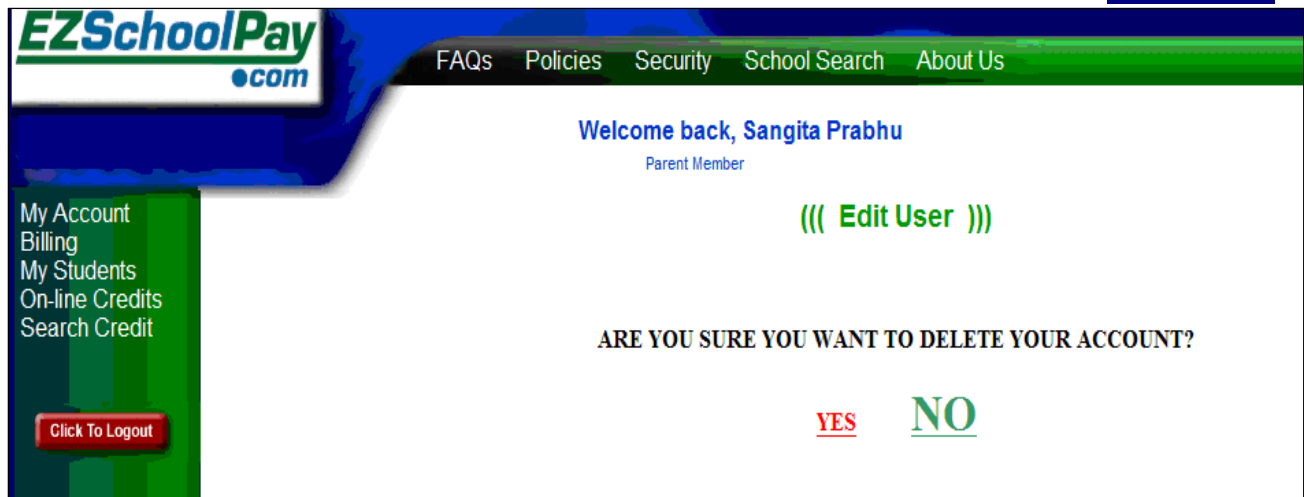 EZSchoolPay
●com
FAQs Policies Security School Search About Us
Welcome back, Sangita Prabhu
Parent Member
My Account
Billing
My Students
On-line Credits
Search Credit
Click To Logout
((( Edit User )))
ARE YOU SURE YOU WANT TO DELETE YOUR ACCOUNT?
YES NO